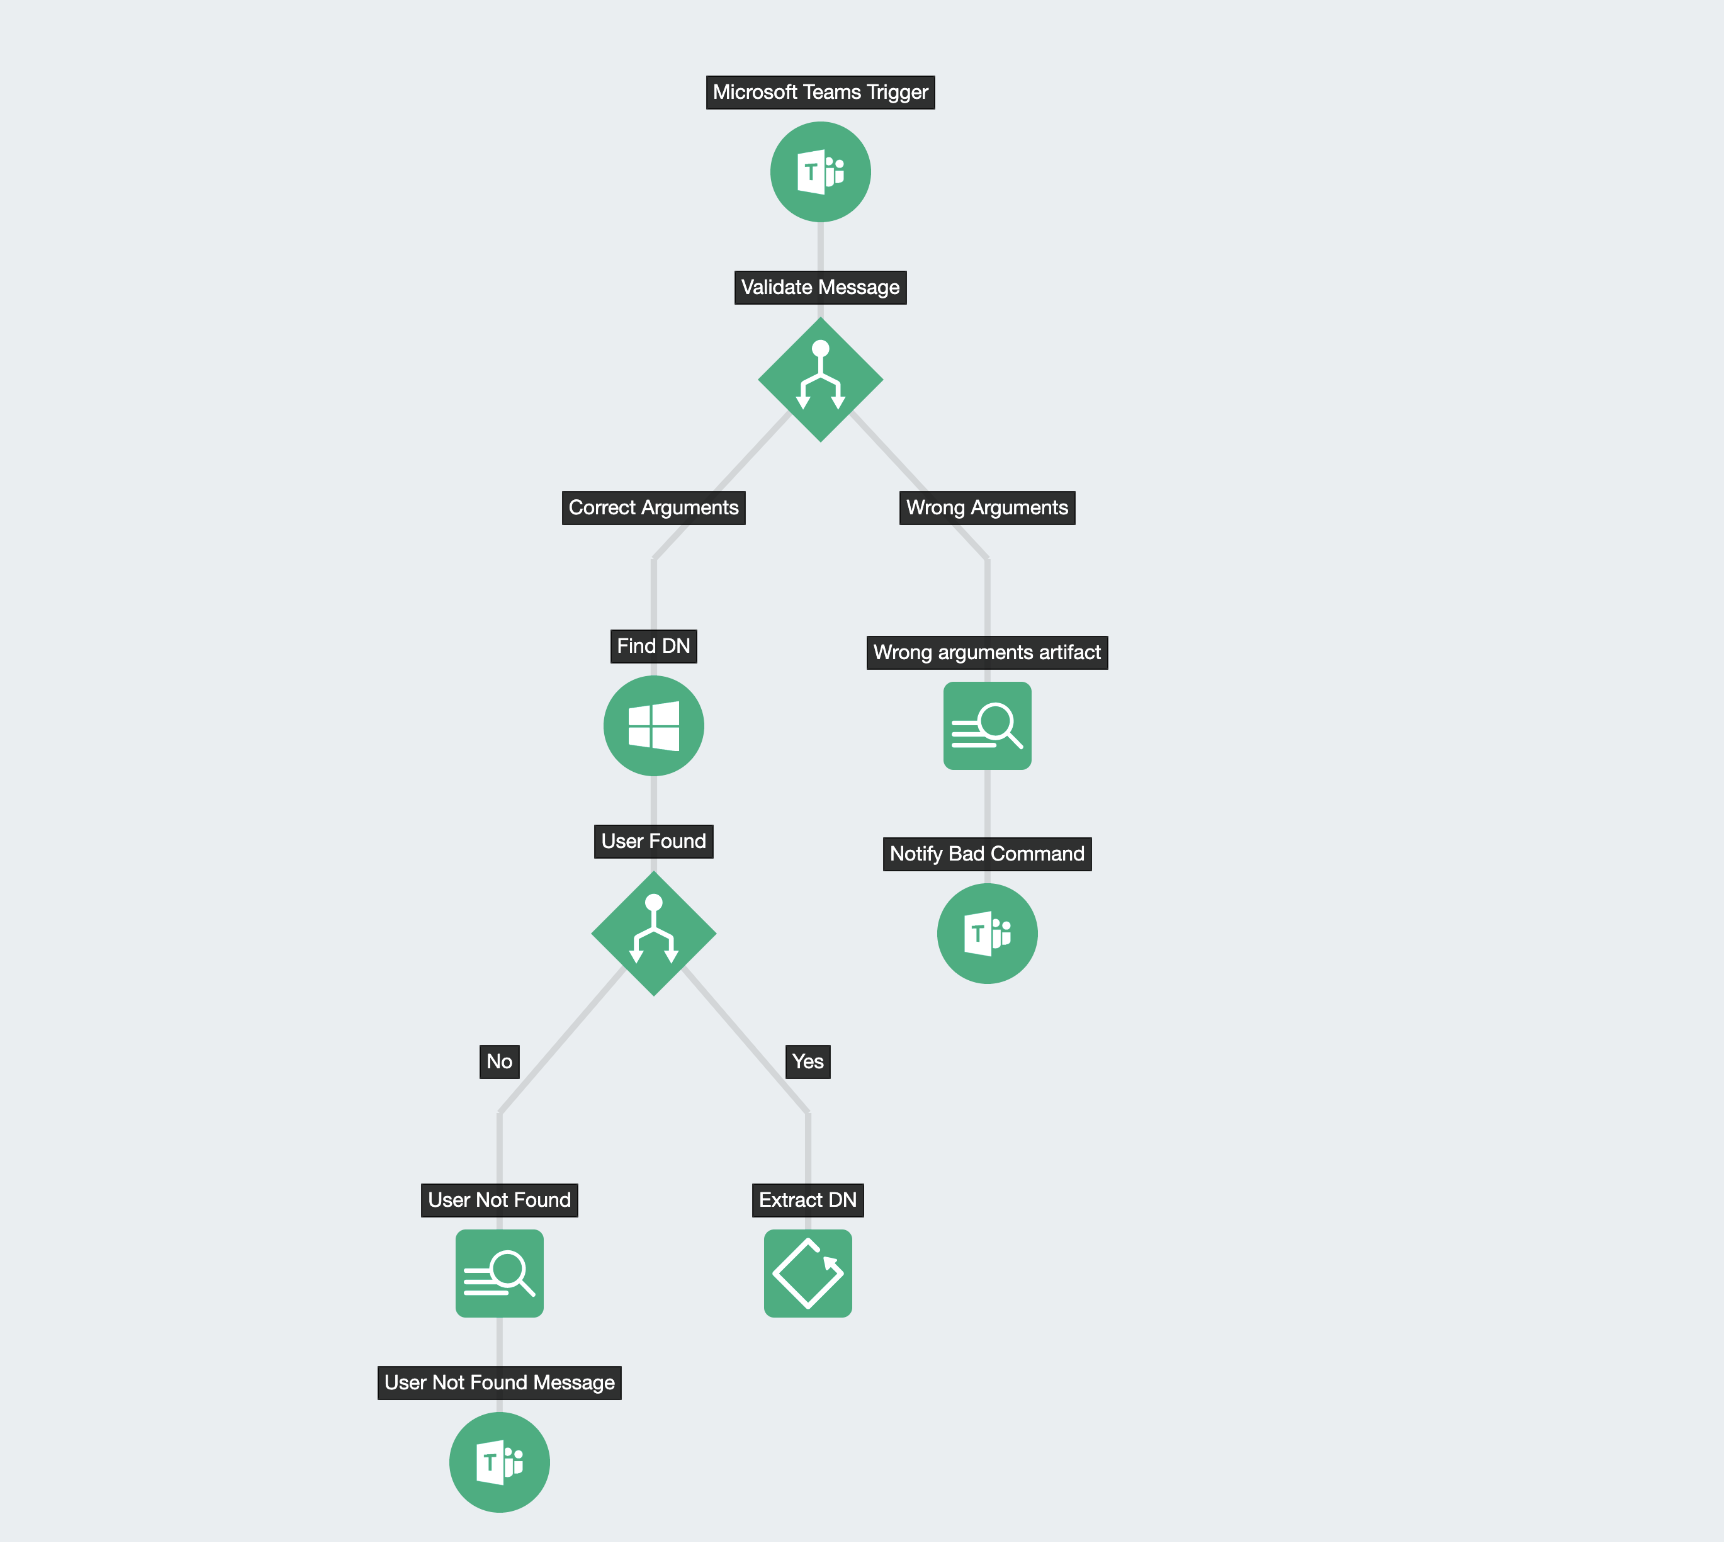 Microsoft Teams Trigger
T
Validate Message
Correct Arguments
Wrong Arguments
Find DN
Wrong arguments artifact
User Found
Notify Bad Command
T
No
Yes
User Not Found
Extract DN
User Not Found Message
T